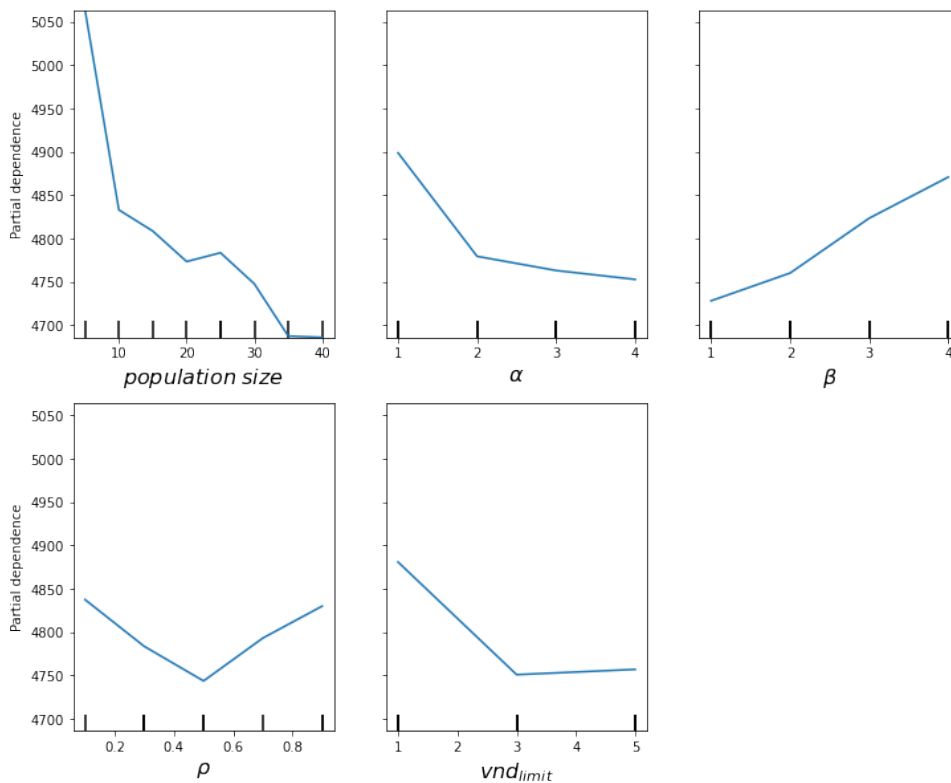 5050
5000
4950
4900
4850
4800
4750
4700
Partial dependence
10 20 30 40
population size
1 2 3 4
α
1 2 3 4
β
5050
5000
4950
4900
4850
4800
4750
4700
Partial dependence
0.2 0.4 0.6 0.8
ρ
1 2 3 4 5
vnd_limit